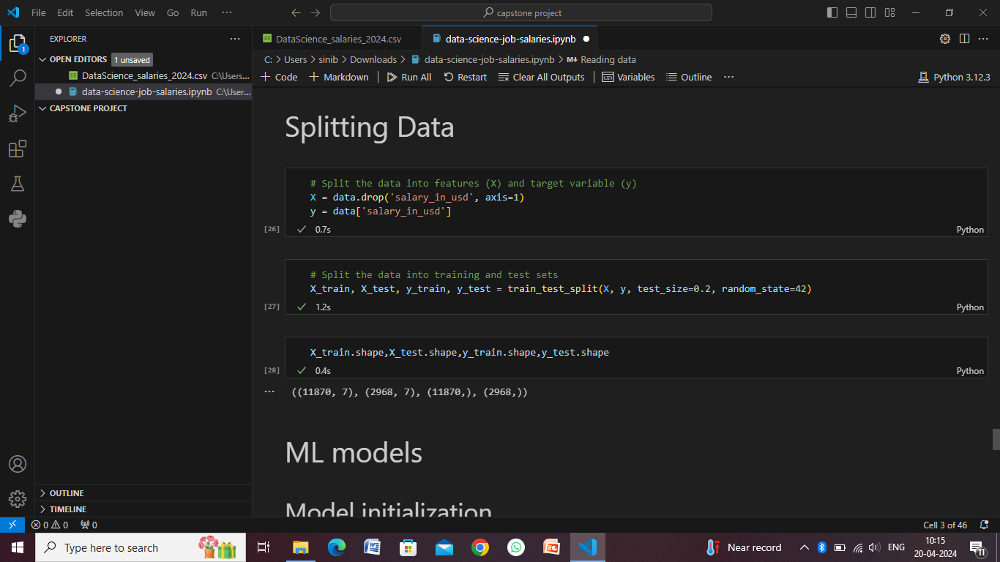 File Edit Selection View Go Run ··· capstone project
EXPLORER ···
OPEN EDITORS 1 unsaved
DataScience_salaries_2024.csv C:\Users...
data-science-job-salaries.ipynb C:\User...
CAPSTONE PROJECT
OUTLINE
TIMELINE
DataScience_salaries_2024.csv data-science-job-salaries.ipynb
C: > Users > sinib > Downloads > data-science-job-salaries.ipynb > Reading data
+ Code + Markdown Run All Restart Clear All Outputs Variables Outline ··· Python 3.12.3
Splitting Data
# Split the data into features (X) and target variable (y)
X = data.drop('salary_in_usd', axis=1)
y = data['salary_in_usd']
[26] 0.7s Python
# Split the data into training and test sets
X_train, X_test, y_train, y_test = train_test_split(X, y, test_size=0.2, random_state=42)
[27] 1.2s Python
X_train.shape,X_test.shape,y_train.shape,y_test.shape
[28] 0.4s Python
··· ((11870, 7), (2968, 7), (11870,), (2968,))
ML models
Model initialization
0 0 0 Cell 3 of 46
Type here to search Near record ENG 10:15
20-04-2024 11